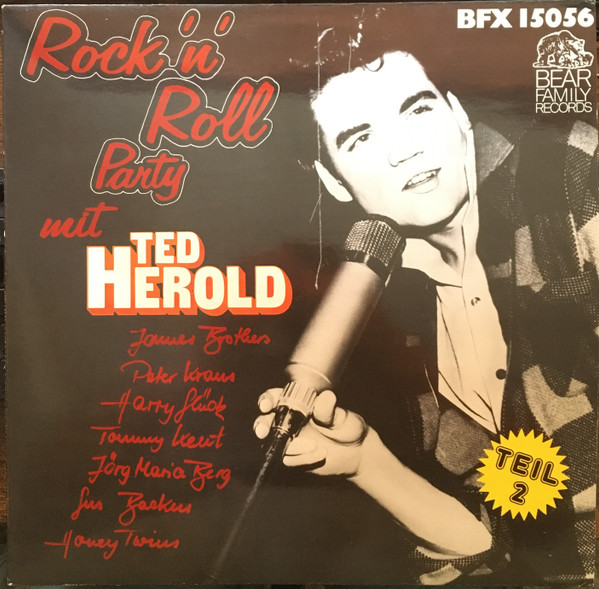 Rock 'n'
Roll
Party
mit
TED
HEROLD
James Brothers
Peter Kraus
Harry Glück
Tommy Kent
Jörg Maria Berg
Gus Backus
Honey Twins
BFX 15056
BEAR
FAMILY
RECORDS
TEIL
2